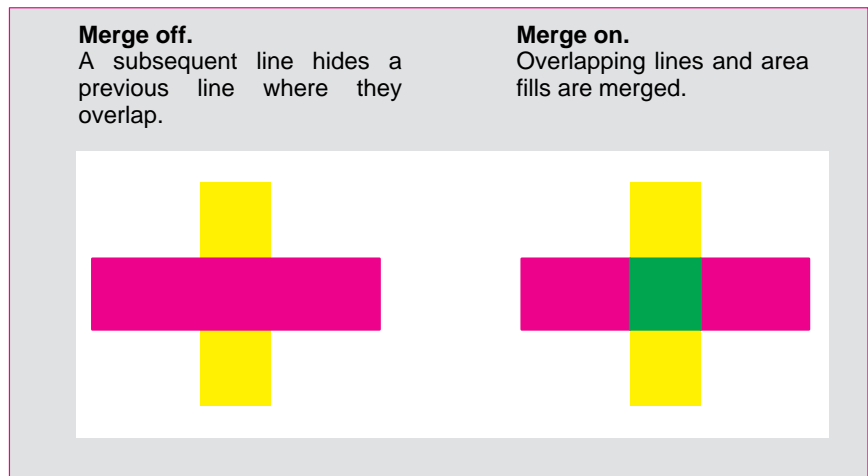 Merge off.
A subsequent line hides a
previous line where they
overlap.
Merge on.
Overlapping lines and area
fills are merged.